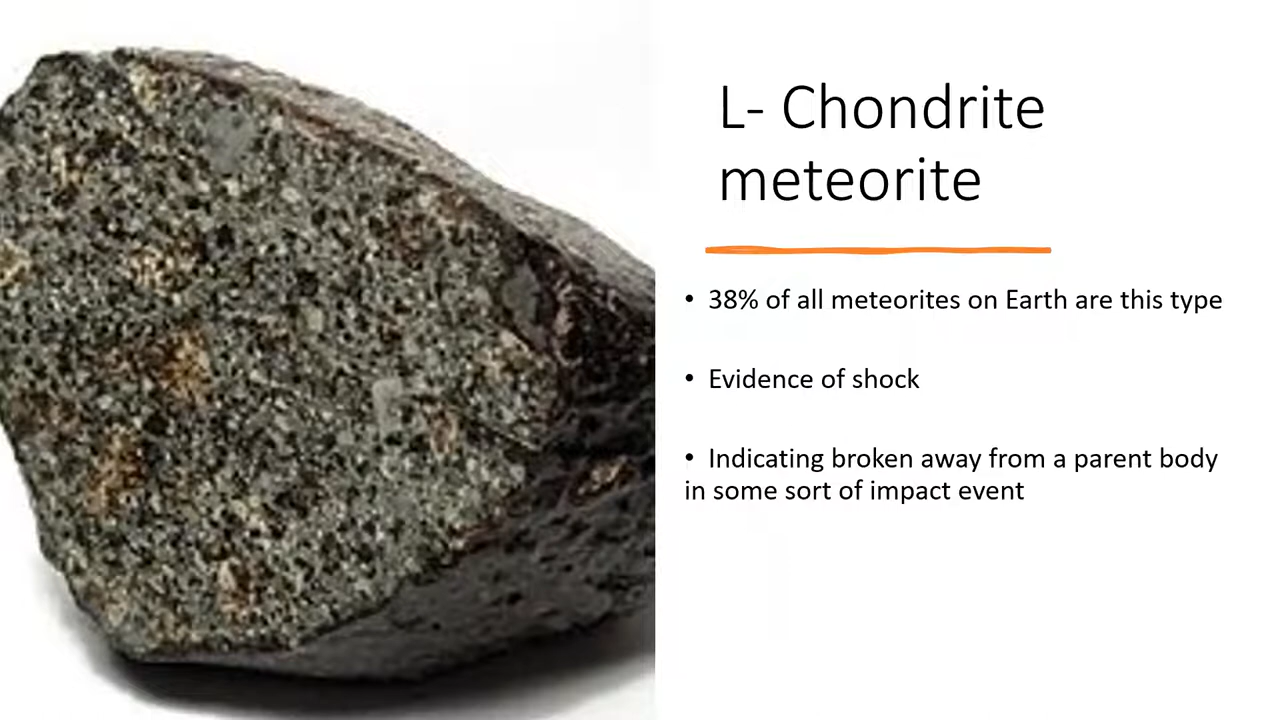 L- Chondrite
meteorite
• 38% of all meteorites on Earth are this type
• Evidence of shock
• Indicating broken away from a parent body
in some sort of impact event